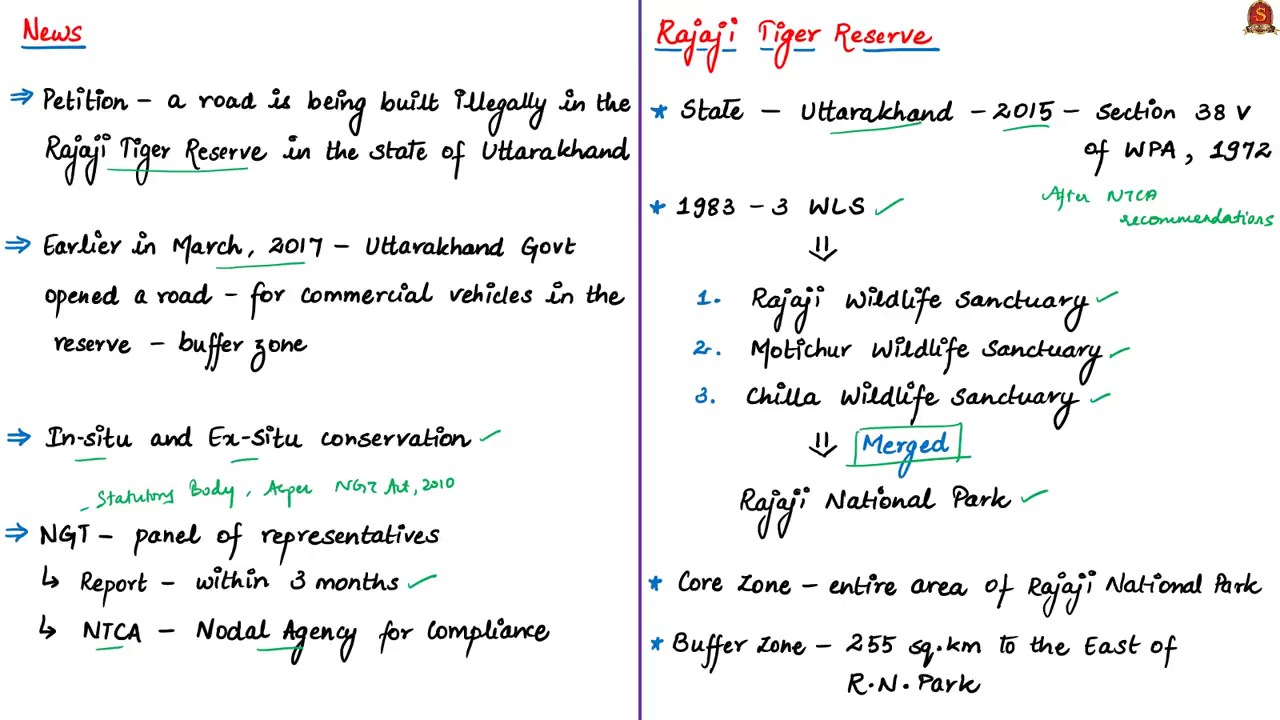 News
⇒ Petition - a road is being built illegally in the
Rajaji Tiger Reserve in the state of Uttarakhand
⇒ Earlier in March, 2017 - Uttarakhand Govt
opened a road - for commercial vehicles in the
reserve - buffer zone
⇒ In-situ and Ex-situ conservation ✓
- Statutory Body, As per NGT Act, 2010
⇒ NGT - panel of representatives
↳ Report - within 3 months ✓
↳ NTCA - Nodal Agency for compliance
Rajaji Tiger Reserve
* State - Uttarakhand - 2015 - Section 38 V
of WPA, 1972
After NTCA
recommendations
* 1983 - 3 WLS ✓
⇓
1. Rajaji Wildlife Sanctuary ✓
2. Motichur Wildlife Sanctuary ✓
3. Chilla Wildlife Sanctuary ✓
⇓ Merged
Rajaji National Park ✓
* Core Zone - entire area of Rajaji National Park
* Buffer Zone - 255 sq.km to the East of
R.N.Park
S